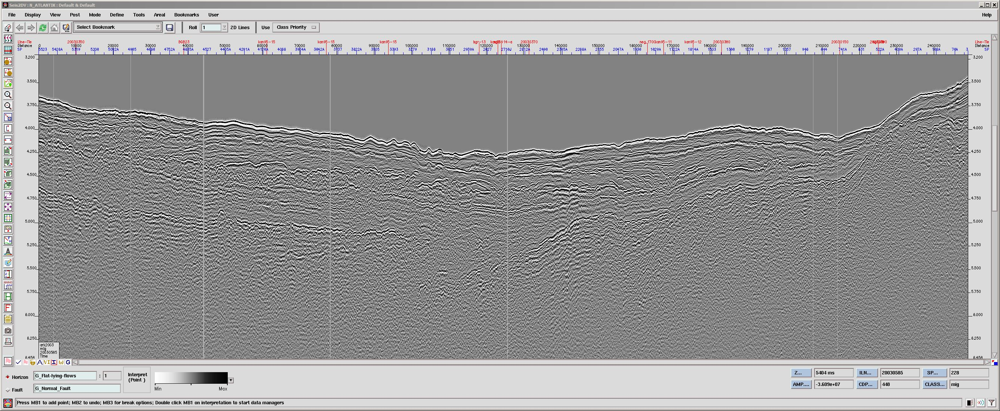 Seis2DV : N_ATLANTIK : Default & Default
File Display View Post Mode Define Tools Areal Bookmarks User Help
Select Bookmark Roll 1 2D Lines Use Class Priority
Line-Tie 20030350 BGR23 kan95-15 kan95-15 kan95-15 bgr-13 20030370 kan95-11 kan95-12 20030380 20030150 Line-Tie
Distance 0 10000 20000 30000 40000 50000 60000 70000 80000 90000 100000 110000 120000 130000 140000 150000 160000 170000 180000 190000 200000 210000 220000 230000 240000 Distance
SP 5523 5426A 5319 5208 5092A 4985 4868 4752A 4635A 4527 4405A 4291A 4178A 4066 3954A 3842A 3737 3622A 3505 3393 3279 3166 3051 2939A 2827 2612A 2498 2385A 2266A 2155 2047A 1936 1829A 1722A 1614A 1503 1388 1279 1167 1057 946 844 741A 631 522A 409A 297A 186A 76A 3 SP
3.200 3.200
3.500 3.500
3.750 3.750
4.000 4.000
4.250 4.250
4.500 4.500
4.750 4.750
5.000 5.000
5.250 5.250
5.500 5.500
5.750 5.750
6.000 6.000
6.250 6.250
6.458 6.458
ark2003
mig
20030585
Time
A VI I W G
Horizon G_Flat-lying-flows : 1
Interpret
(Point )
Min Max
Fault G_Normal_Fault
Z... 5404 ms ILN... 20030585 SP... 228
AMP.... -3.609e+07 CDP... 448 CLASS... mig
Press MB1 to add point; MB2 to undo; MB3 for break options; Double click MB1 on interpretation to start data managers